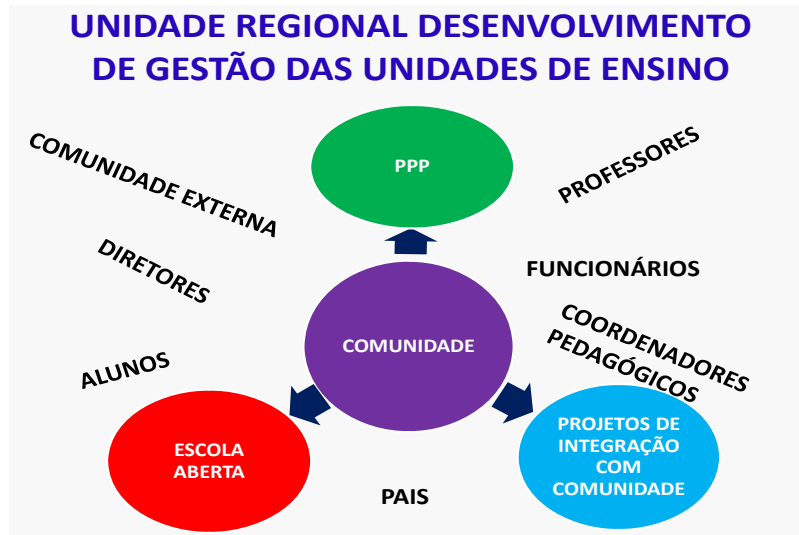 UNIDADE REGIONAL DESENVOLVIMENTO
DE GESTÃO DAS UNIDADES DE ENSINO
PPP
COMUNIDADE EXTERNA
PROFESSORES
DIRETORES
FUNCIONÁRIOS
COMUNIDADE
COORDENADORES
PEDAGÓGICOS
ALUNOS
ESCOLA
ABERTA
PROJETOS DE
INTEGRAÇÃO
COM
COMUNIDADE
PAIS